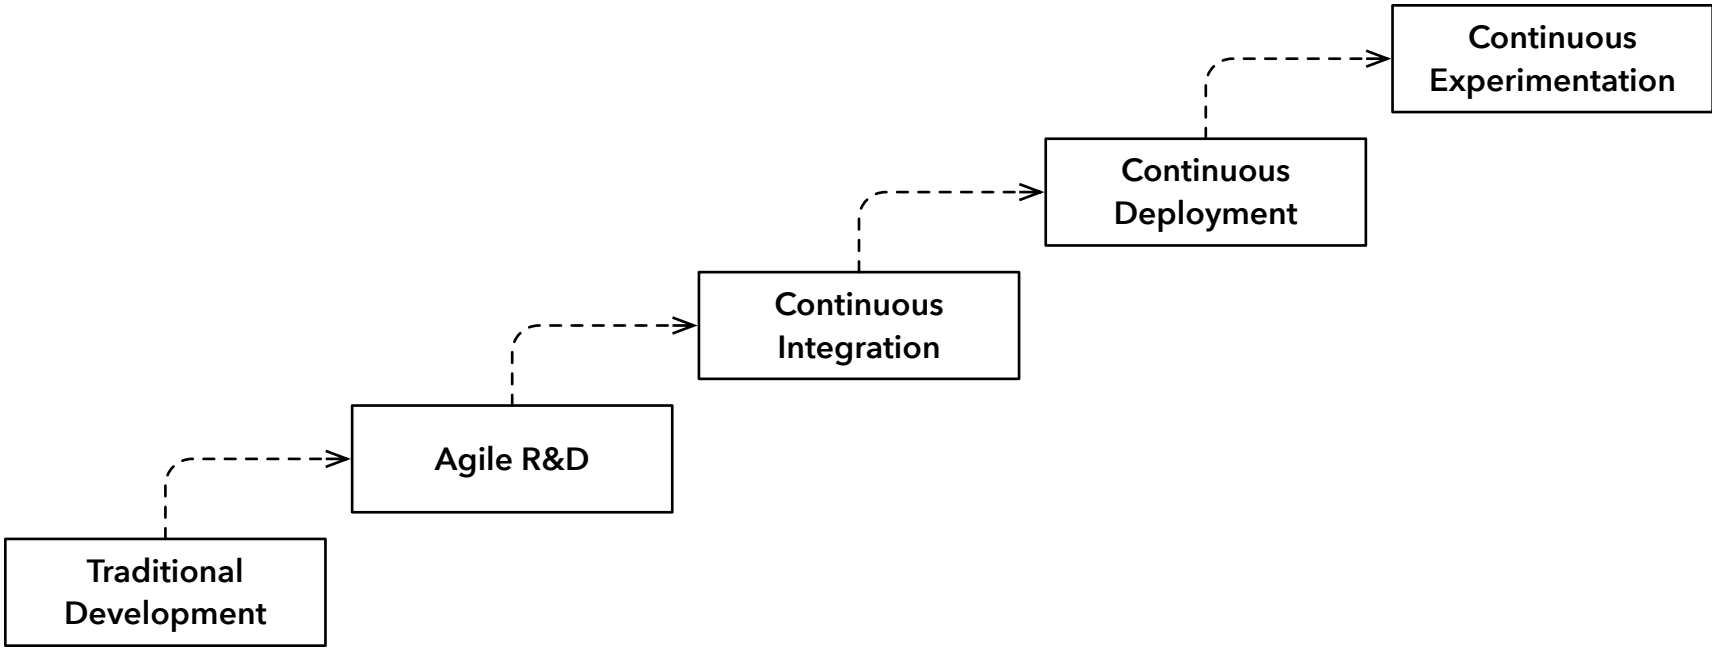 Continuous
Experimentation
Continuous
Deployment
Continuous
Integration
Agile R&D
Traditional
Development